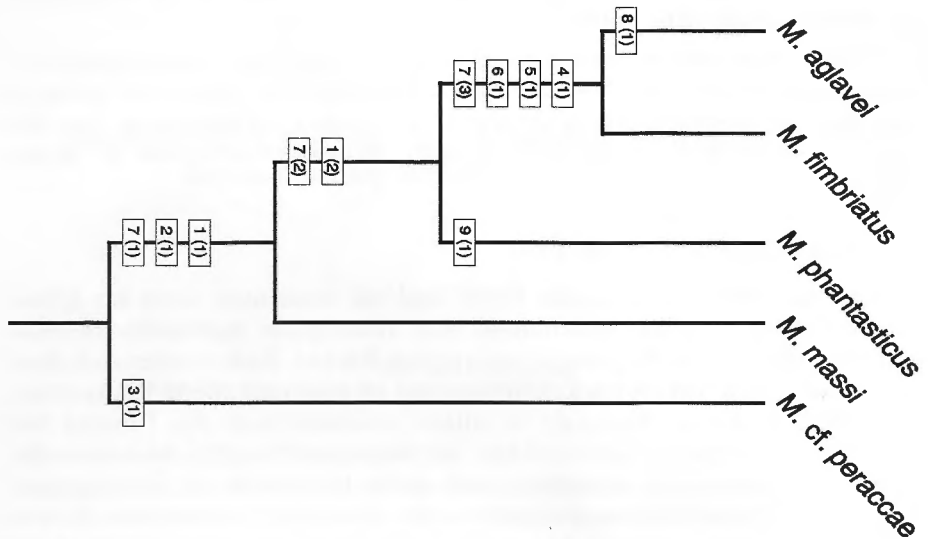 8 (1)
M. aglavei
7 (3)
6 (1)
5 (1)
4 (1)
M. fimbriatus
7 (2)
1 (2)
9 (1)
M. phantasticus
7 (1)
2 (1)
1 (1)
M. massi
3 (1)
M. cf. peraccae